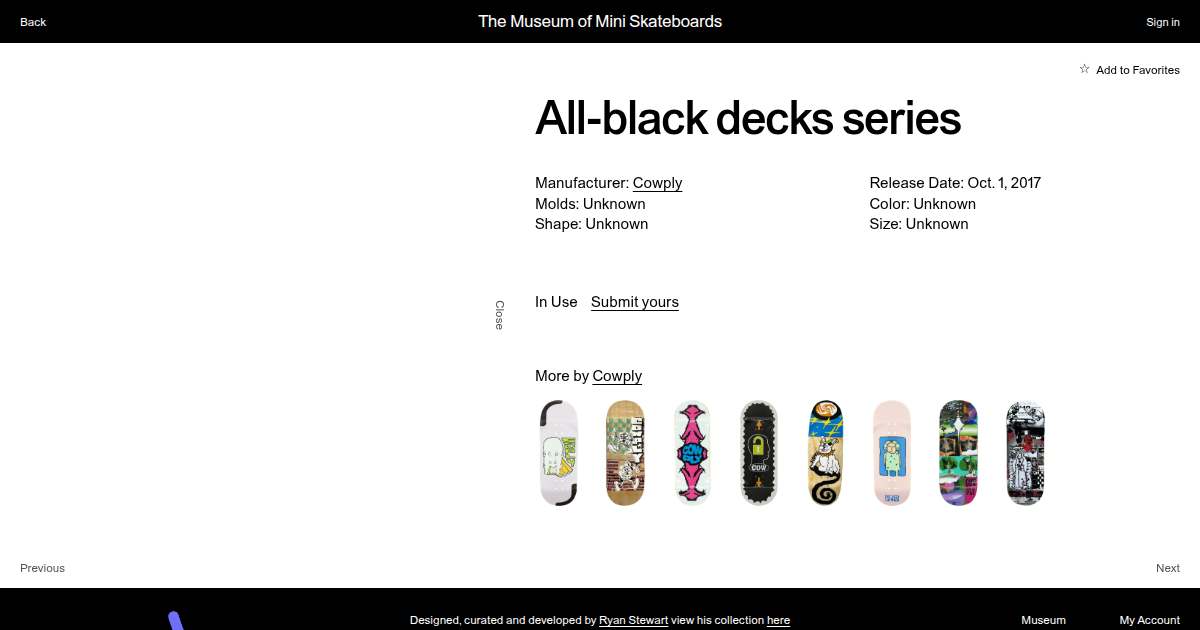 Back
The Museum of Mini Skateboards
Sign in
☆ Add to Favorites
All-black decks series
Manufacturer: Cowply
Molds: Unknown
Shape: Unknown
Release Date: Oct. 1, 2017
Color: Unknown
Size: Unknown
Close
In Use Submit yours
More by Cowply
COW
Previous
Next
Designed, curated and developed by Ryan Stewart view his collection here
Museum
My Account